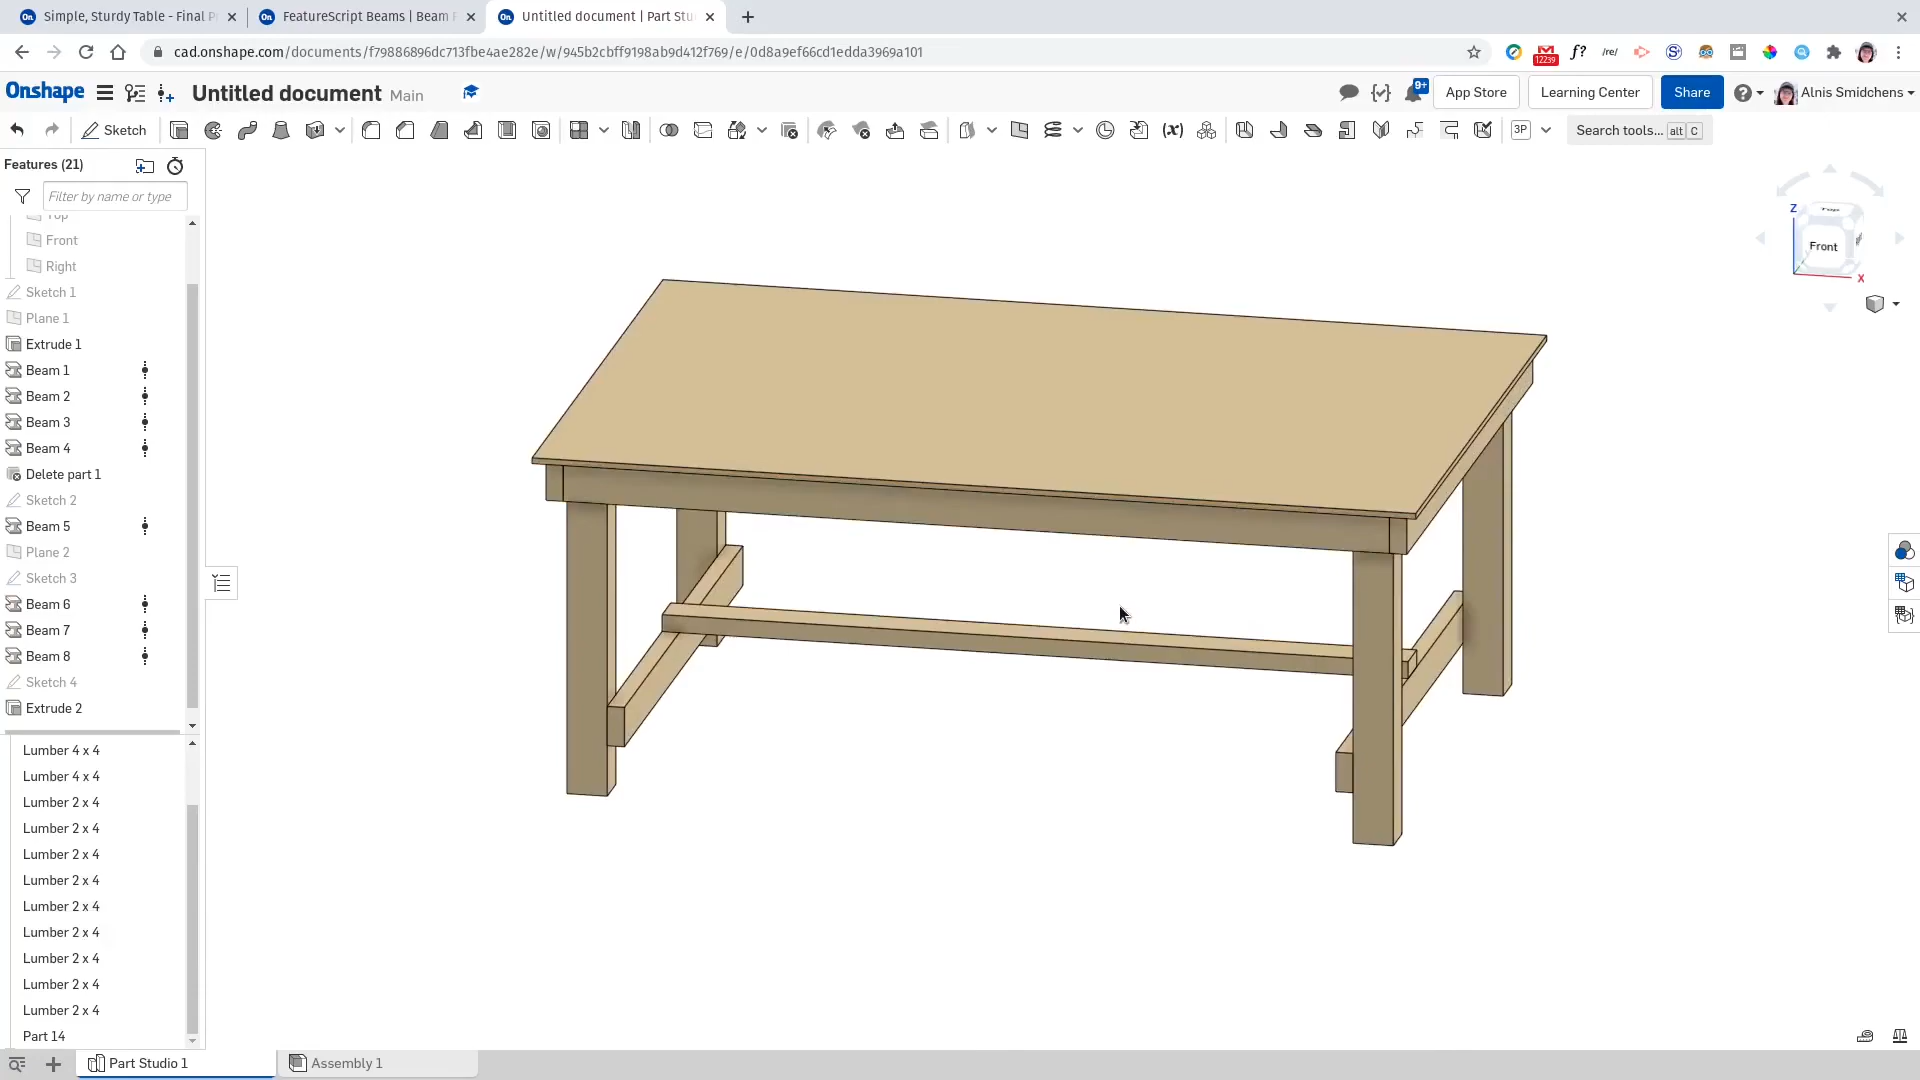 Simple, Sturdy Table - Final P
FeatureScript Beams | Beam F
Untitled document | Part Stu
cad.onshape.com/documents/f79886896dc713fbe4ae282e/w/945b2cbff9198ab9d412f769/e/0d8a9ef66cd1edda3969a101
12239
f?
/re/
Onshape
Untitled document Main
9+
App Store
Learning Center
Share
Alnis Smidchens
Sketch
(x)
3P
Search tools... alt C
Features (21)
Filter by name or type
Top
Front
Right
Sketch 1
Plane 1
Extrude 1
Beam 1
Beam 2
Beam 3
Beam 4
Delete part 1
Sketch 2
Beam 5
Plane 2
Sketch 3
Beam 6
Beam 7
Beam 8
Sketch 4
Extrude 2
Lumber 4 x 4
Lumber 4 x 4
Lumber 2 x 4
Lumber 2 x 4
Lumber 2 x 4
Lumber 2 x 4
Lumber 2 x 4
Lumber 2 x 4
Lumber 2 x 4
Lumber 2 x 4
Lumber 2 x 4
Part 14
Z
Top
Front
X
Part Studio 1
Assembly 1